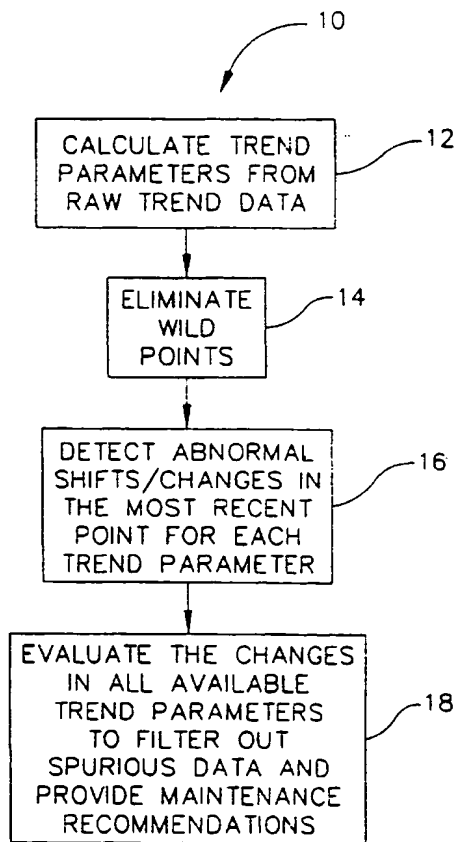 10
CALCULATE TREND
PARAMETERS FROM
RAW TREND DATA
12
ELIMINATE
WILD
POINTS
14
DETECT ABNORMAL
SHIFTS/CHANGES IN
THE MOST RECENT
POINT FOR EACH
TREND PARAMETER
16
EVALUATE THE CHANGES
IN ALL AVAILABLE
TREND PARAMETERS
TO FILTER OUT
SPURIOUS DATA AND
PROVIDE MAINTENANCE
RECOMMENDATIONS
18